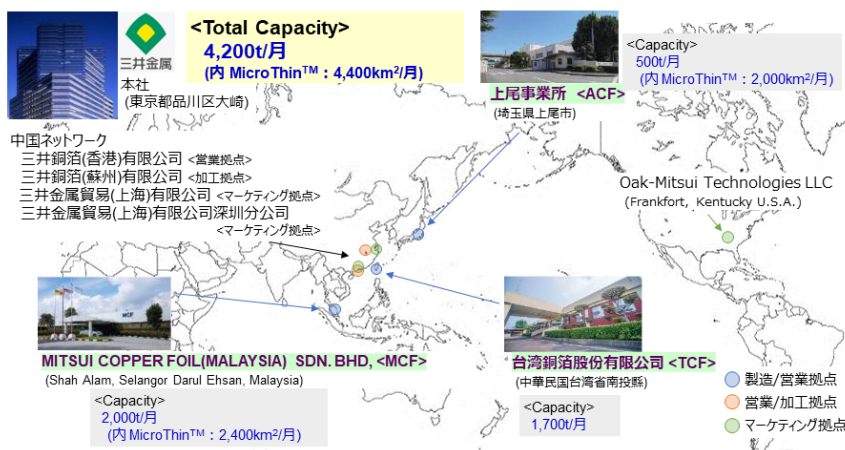 三井金属
本社
(東京都品川区大崎)
<Total Capacity>
4,200t/月
(内 MicroThin™：4,400km²/月)
上尾事業所 <ACF>
(埼玉県上尾市)
<Capacity>
500t/月
(内 MicroThin™：2,000km²/月)
中国ネットワーク
三井銅箔(香港)有限公司 <営業拠点>
三井銅箔(蘇州)有限公司 <加工拠点>
三井金属貿易(上海)有限公司 <マーケティング拠点>
三井金属貿易(上海)有限公司深圳分公司
<マーケティング拠点>
Oak-Mitsui Technologies LLC
(Frankfort, Kentucky U.S.A.)
MCF
MITSUI COPPER FOIL(MALAYSIA) SDN. BHD, <MCF>
(Shah Alam, Selangor Darul Ehsan, Malaysia)
<Capacity>
2,000t/月
(内 MicroThin™：2,400km²/月)
台湾銅箔股份有限公司 <TCF>
(中華民国台湾省南投縣)
<Capacity>
1,700t/月
製造/営業拠点
営業/加工拠点
マーケティング拠点